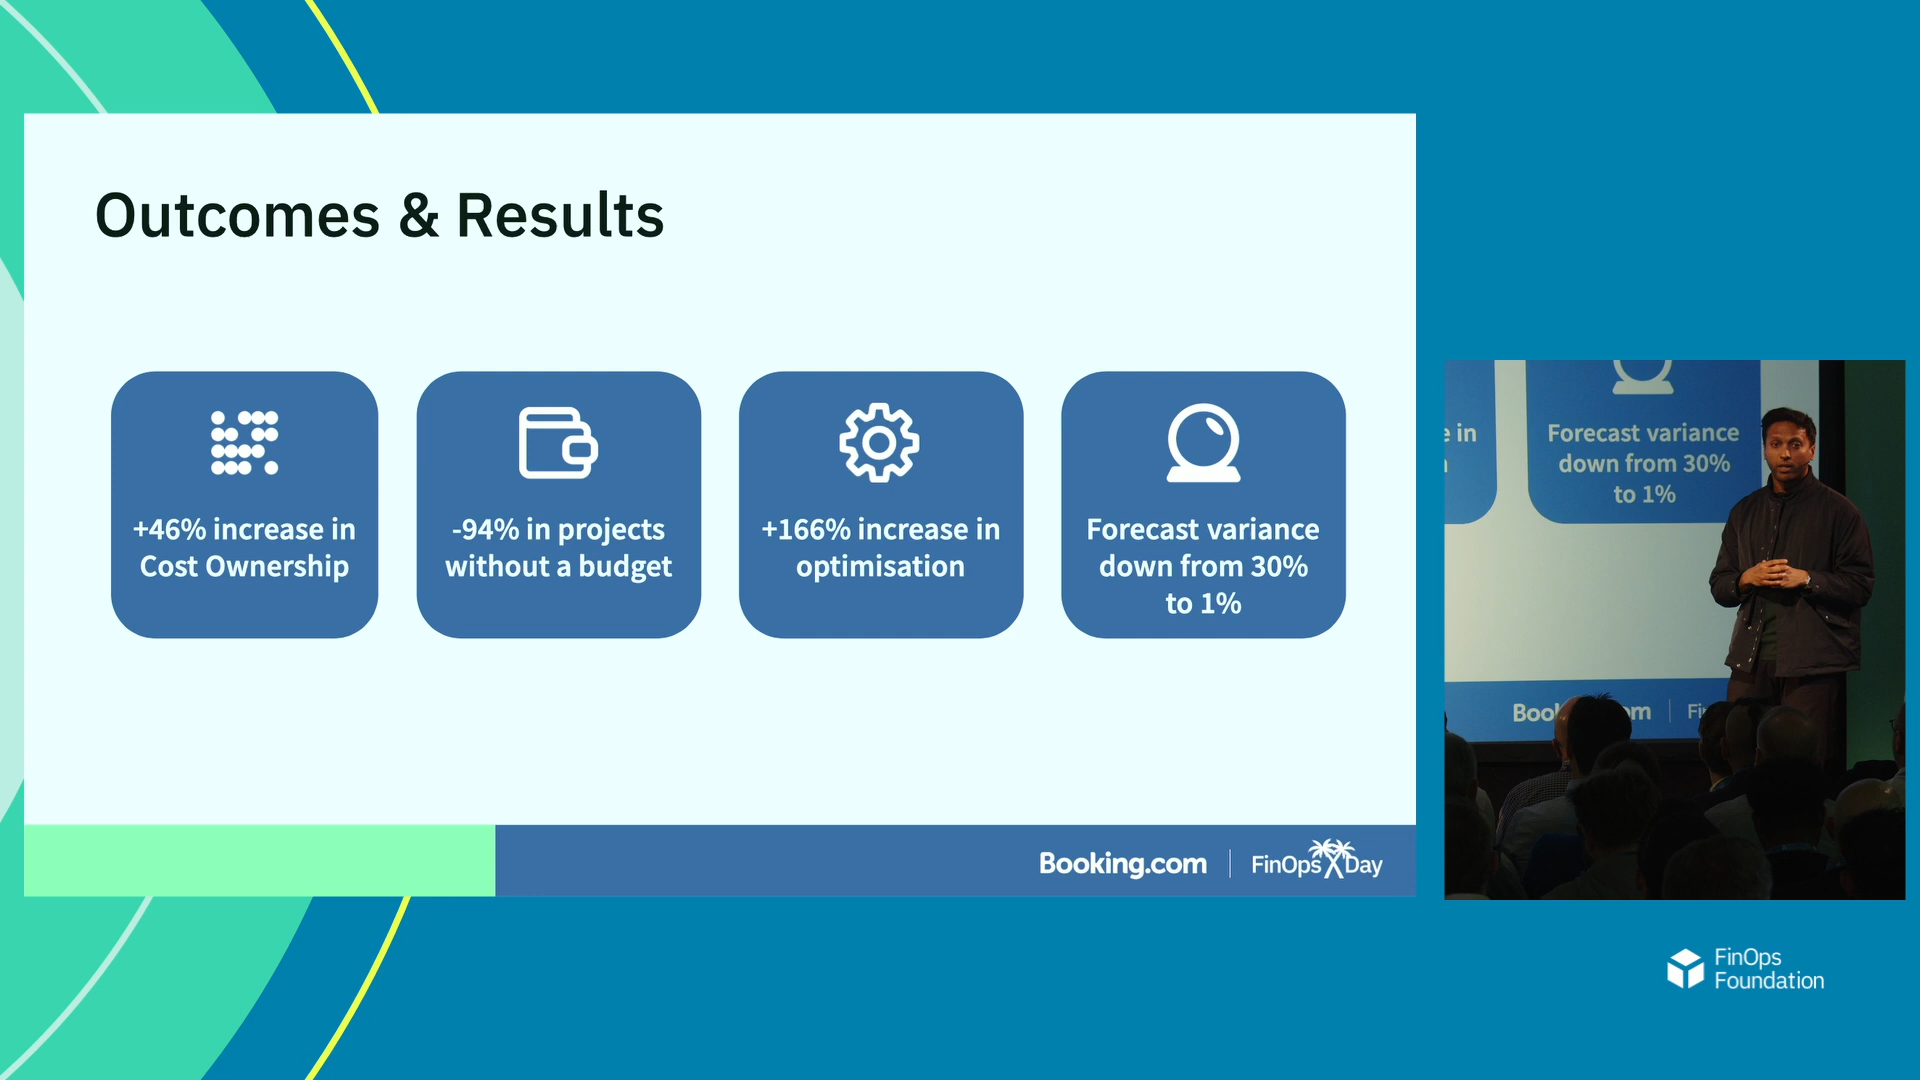 Outcomes & Results
+46% increase in
Cost Ownership
-94% in projects
without a budget
+166% increase in
optimisation
Forecast variance
down from 30%
to 1%
Booking.com | FinOps X Day
e in
Forecast variance
down from 30%
to 1%
FinOps
Foundation